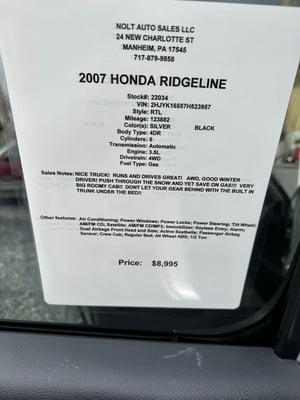 NOLT AUTO SALES LLC
24 NEW CHARLOTTE ST
MANHEIM, PA 17545
717-879-9858
2007 HONDA RIDGELINE
Stock#: 22034
VIN: 2HJYK16557H523957
Style: RTL
Mileage: 123882
Color(s): SILVER BLACK
Body Type: 4DR
Cylinders: 6
Transmission: Automatic
Engine: 3.5L
Drivetrain: 4WD
Fuel Type: Gas
Sales Notes: NICE TRUCK! RUNS AND DRIVES GREAT! AWD, GOOD WINTER
DRIVER! PUSH THROUGH THE SNOW AND YET SAVE ON GAS!!! VERY
BIG ROOMY CAB!! DONT LET YOUR GEAR BEHIND WITH THE BUILT IN
TRUNK UNDER THE BED!!
Other features: Air Conditioning; Power Windows; Power Locks; Power Steering; Tilt Wheel;
AM/FM CD; Satellite; AM/FM CD/MP3; Immobilizer; Keyless Entry; Alarm;
Dual Airbags Front Head and Side; Active Seatbelts; Passenger Airbag
Sensor; Crew Cab; Regular Bed; All Wheel ABS; 1/2 Ton
Price: $8,995